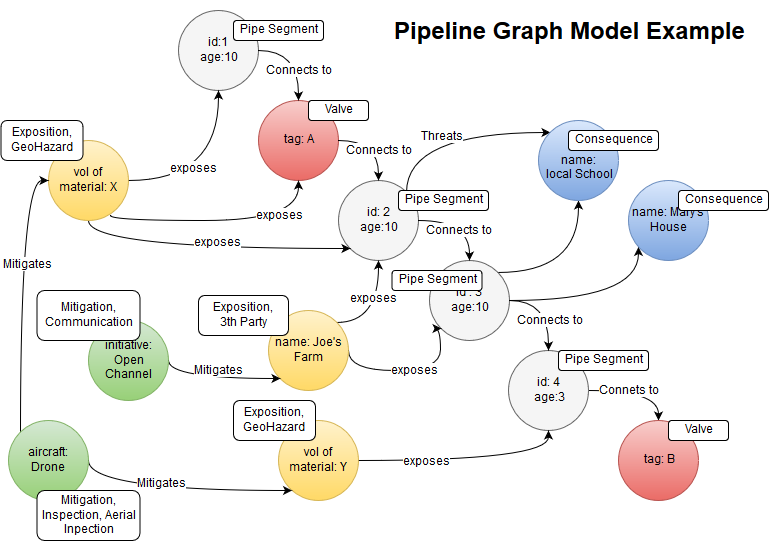 Pipeline Graph Model Example
Pipe Segment
id:1
age:10
Connects to
Valve
tag: A
Exposition,
GeoHazard
vol of
material: X
exposes
exposes
exposes
Connects to
Threats
Consequence
name:
local School
Pipe Segment
id: 2
age:10
Consequence
name: Mary's
House
Connects to
Mitigates
Pipe Segment
id : 3
age:10
Mitigation,
Communication
initiative:
Open
Channel
Exposition,
3th Party
name: Joe's
Farm
exposes
exposes
Mitigates
Connects to
Pipe Segment
id: 4
age:3
Connets to
Valve
tag: B
Exposition,
GeoHazard
vol of
material: Y
exposes
aircraft:
Drone
Mitigates
Mitigation,
Inspection, Aerial
Inpection